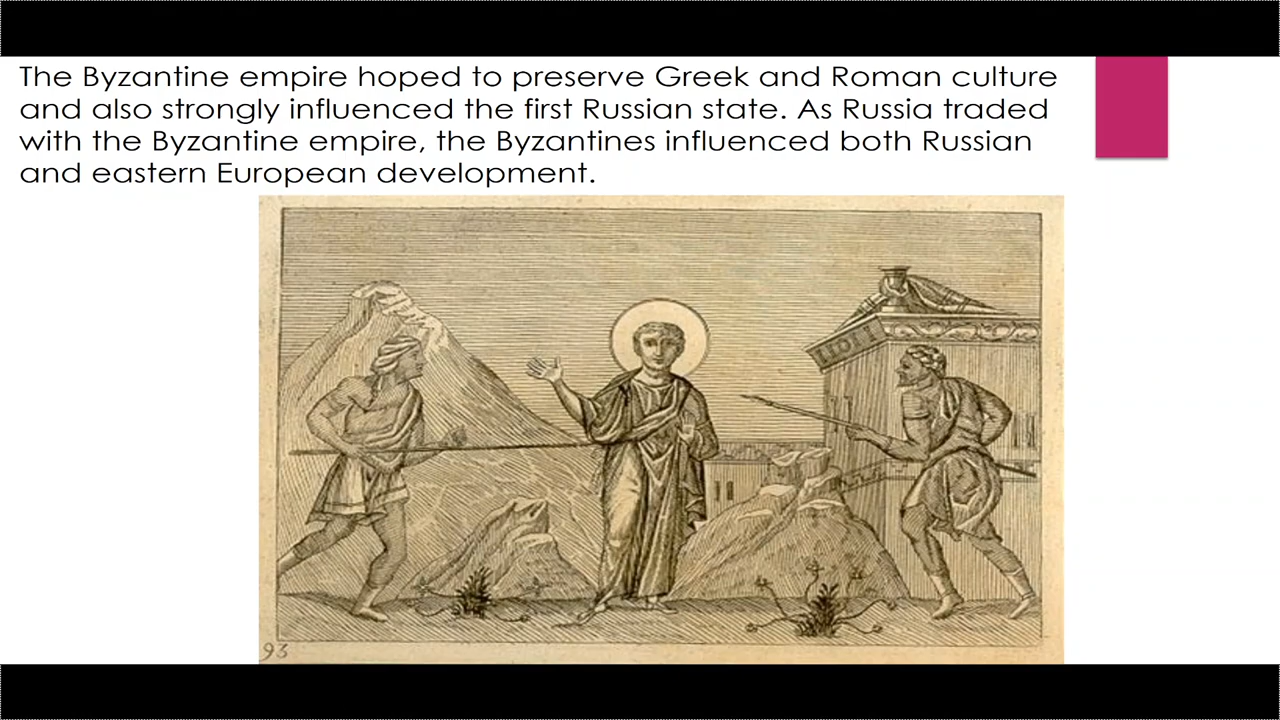 The Byzantine empire hoped to preserve Greek and Roman culture
and also strongly influenced the first Russian state. As Russia traded
with the Byzantine empire, the Byzantines influenced both Russian
and eastern European development.
93